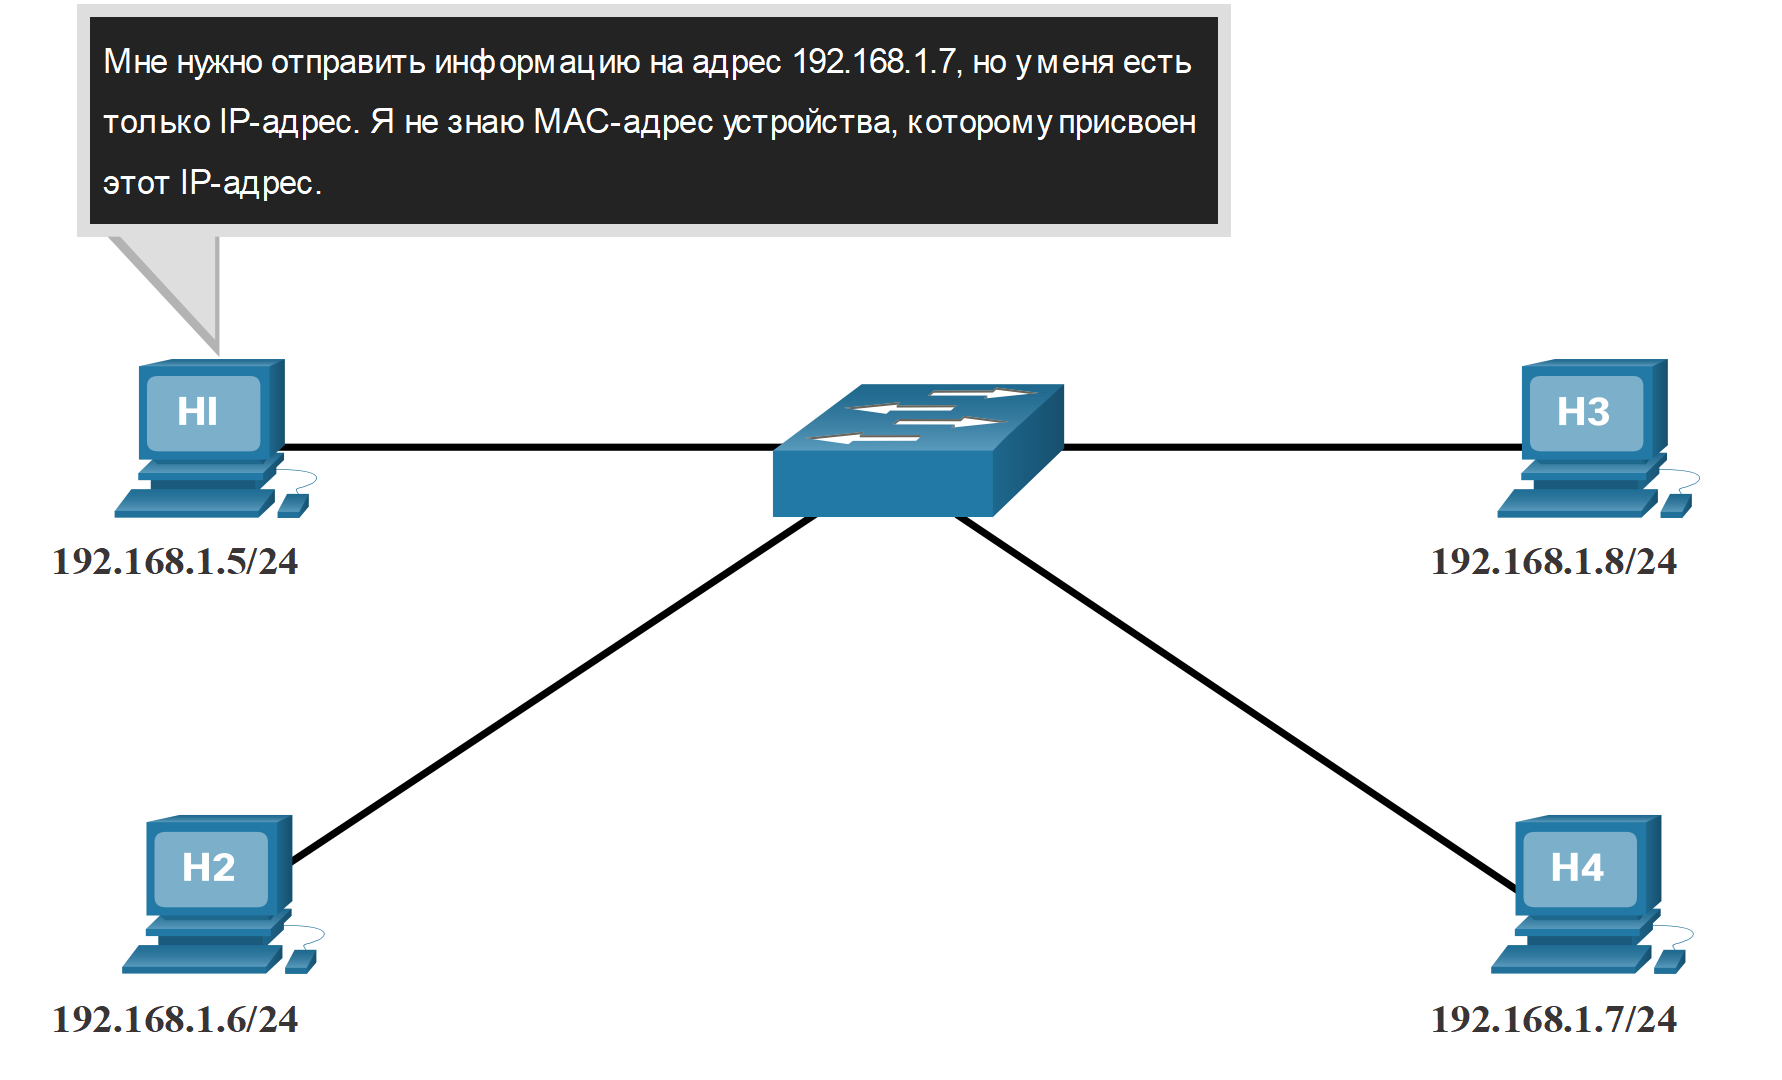 Мне нужно отправить информацию на адрес 192.168.1.7, но у меня есть
только IP-адрес. Я не знаю MAC-адрес устройства, которому присвоен
этот IP-адрес.
H1
H3
192.168.1.5/24
192.168.1.8/24
H2
H4
192.168.1.6/24
192.168.1.7/24